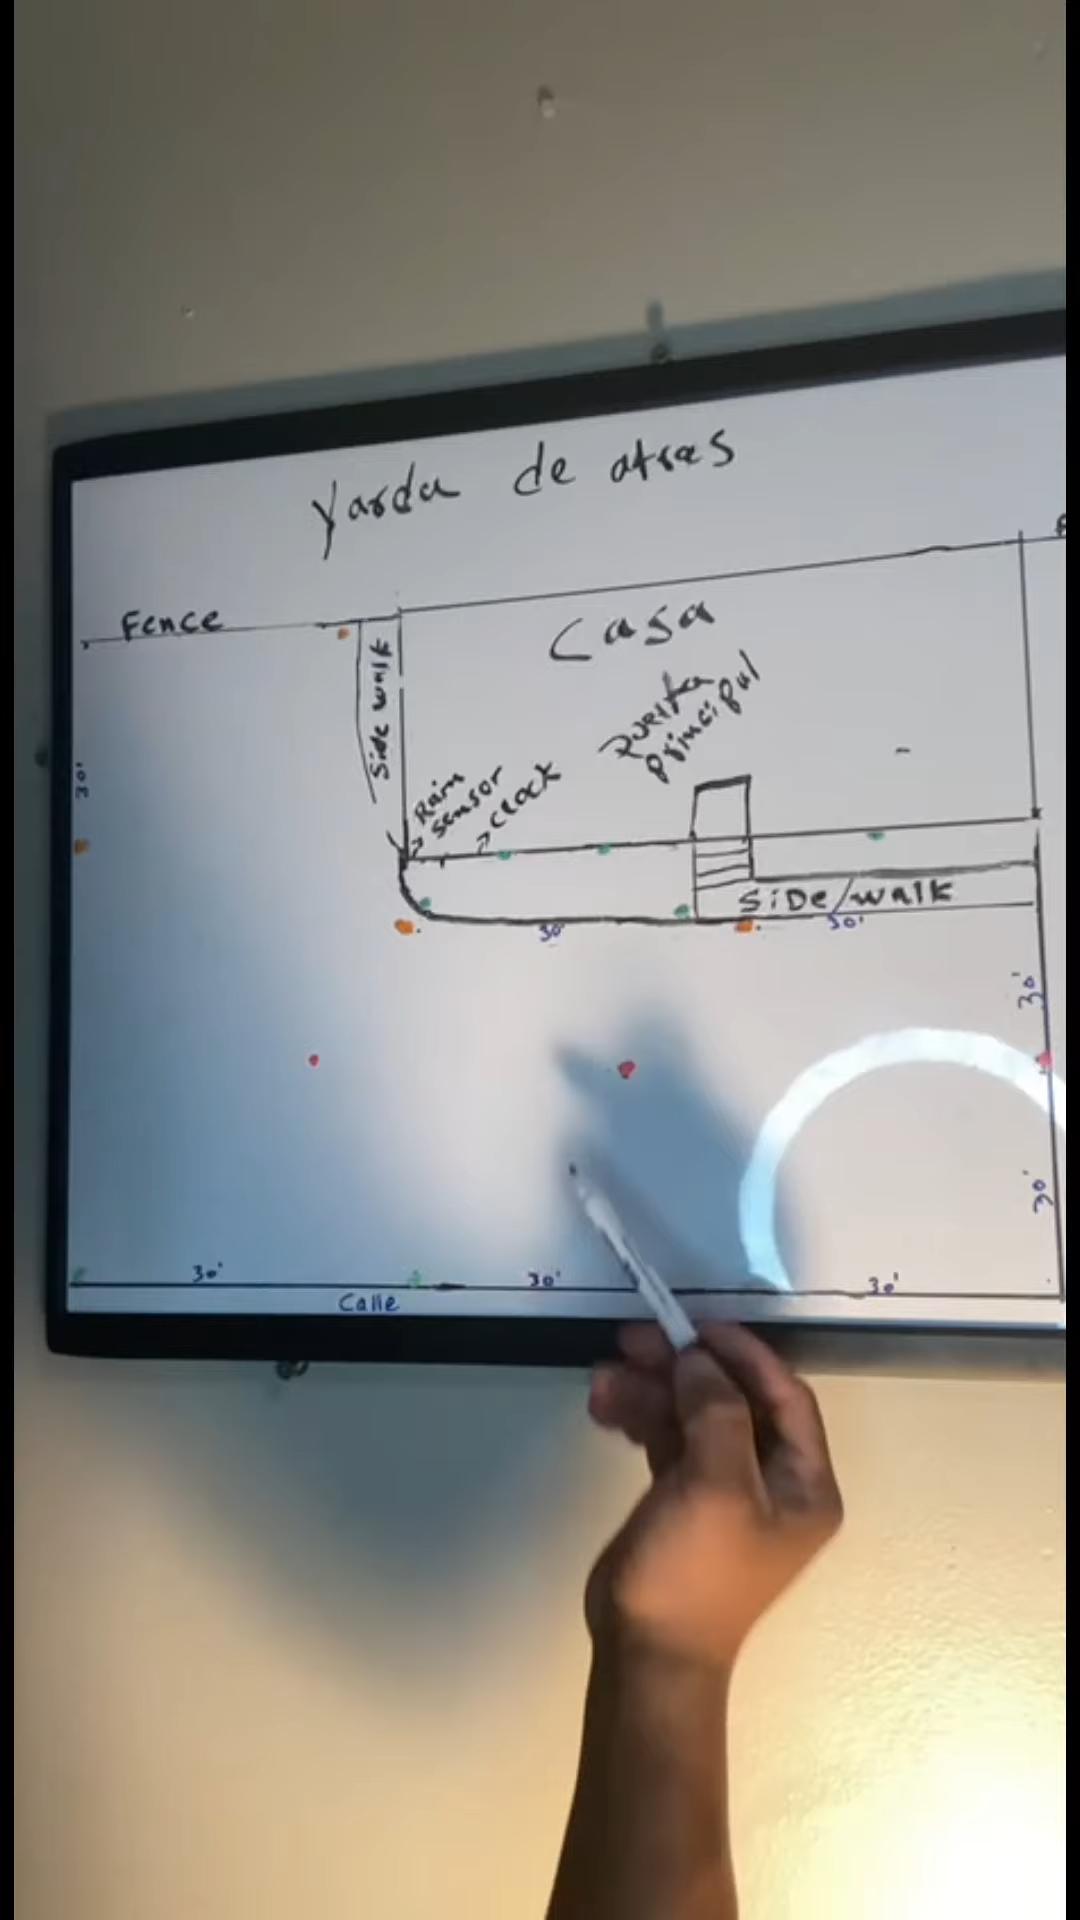 Yarda de atras
Fence
Casa
Side walk
Puerta
Principal
Rain
sensor
clock
30'
SiDe/walk
30'
30'
30'
30'
30'
30'
30'
Calle